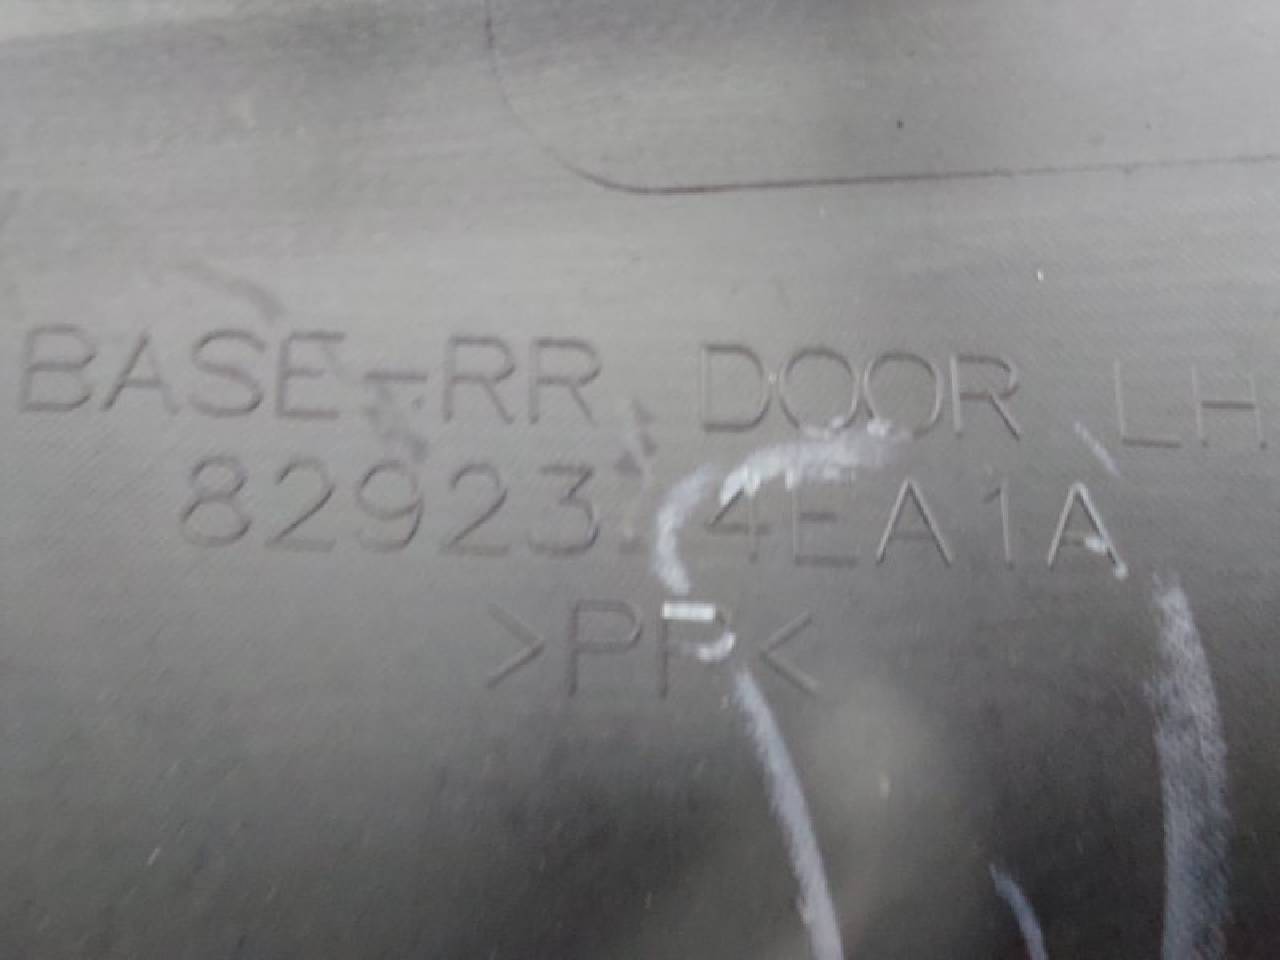 BASE-RR DOOR LH
82923 4EA1A
>PP<